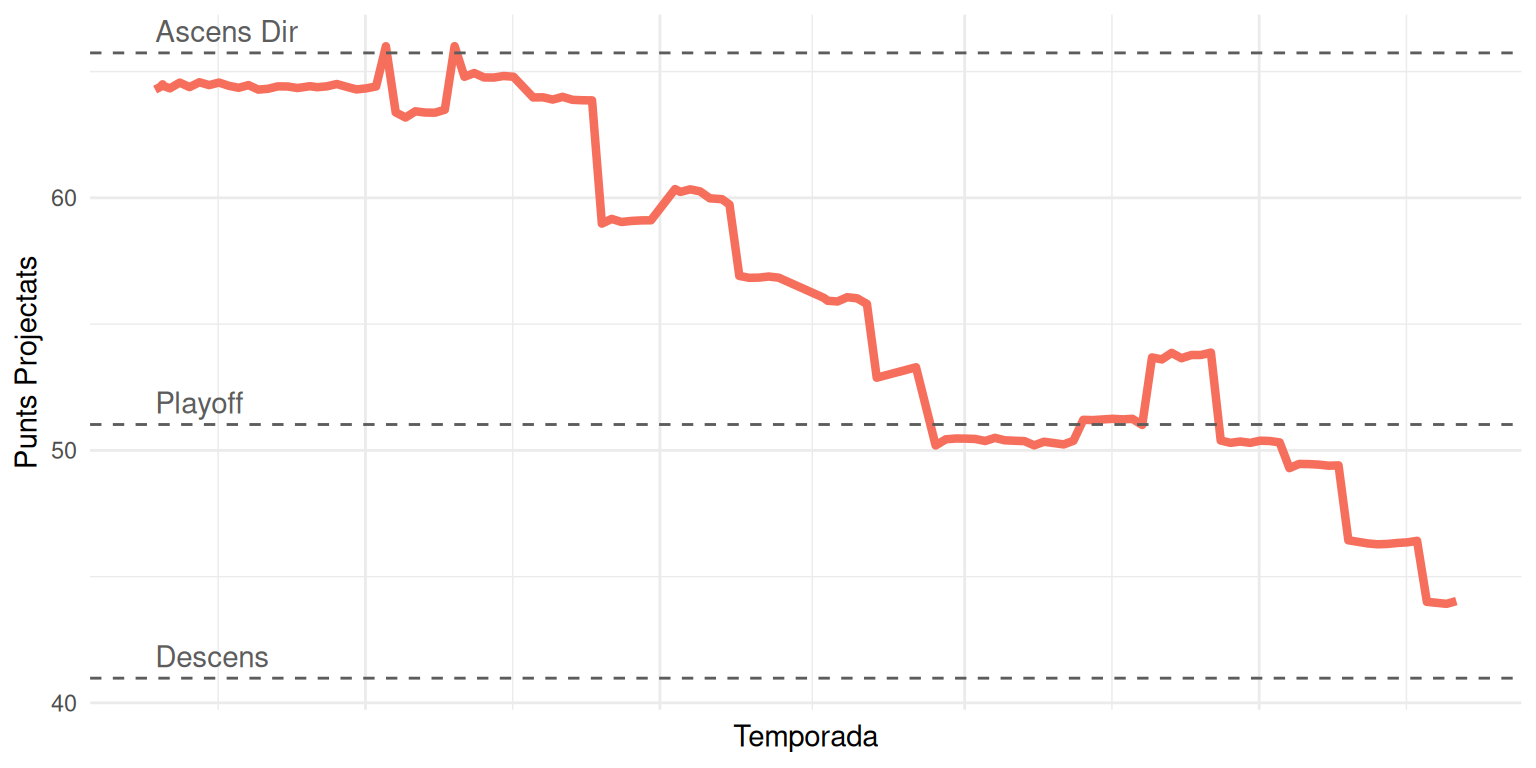 Ascens Dir
60
Playoff
50
Descens
40
Punts Projectats
Temporada